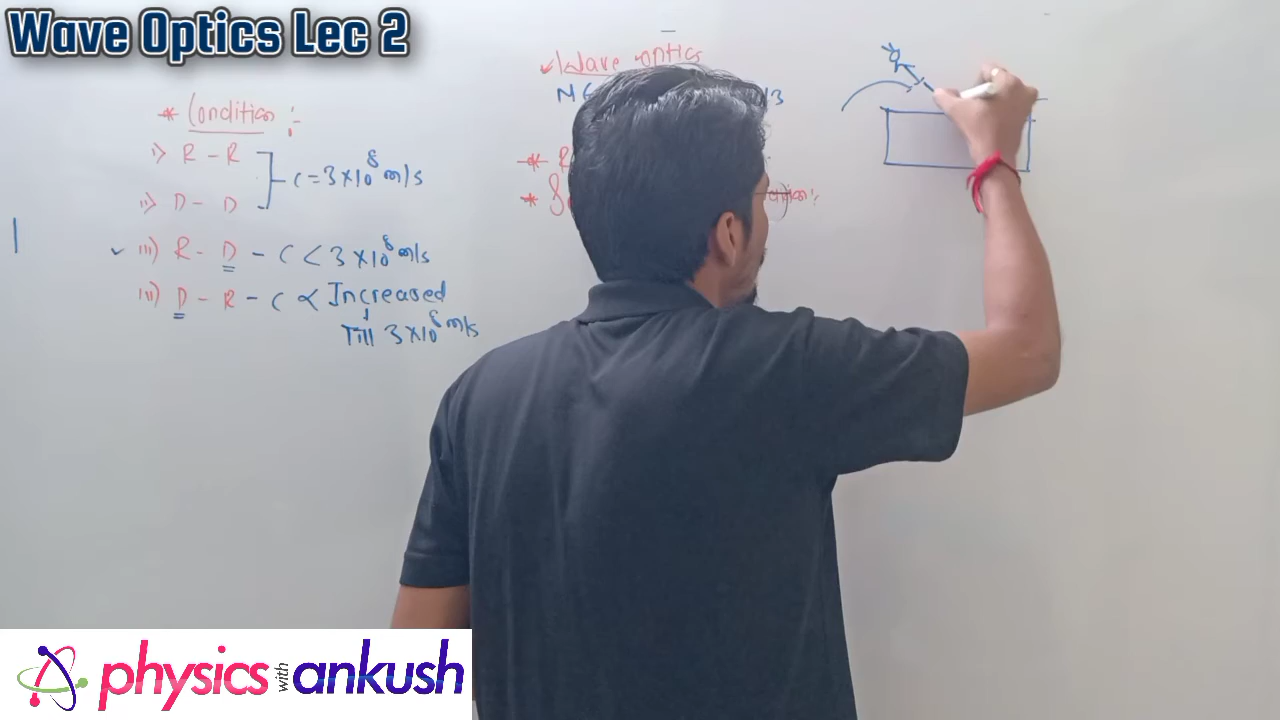 Wave Optics Lec 2
* Condition :-
i) R - R
ii) D - D
C = 3 × 10⁸ m/s
✓ iii) R - D - C < 3 × 10⁸ m/s
iii) D - R - C ∝ Increased
↓
Till 3 × 10⁸ m/s
✓ Wave optics
physics with ankush